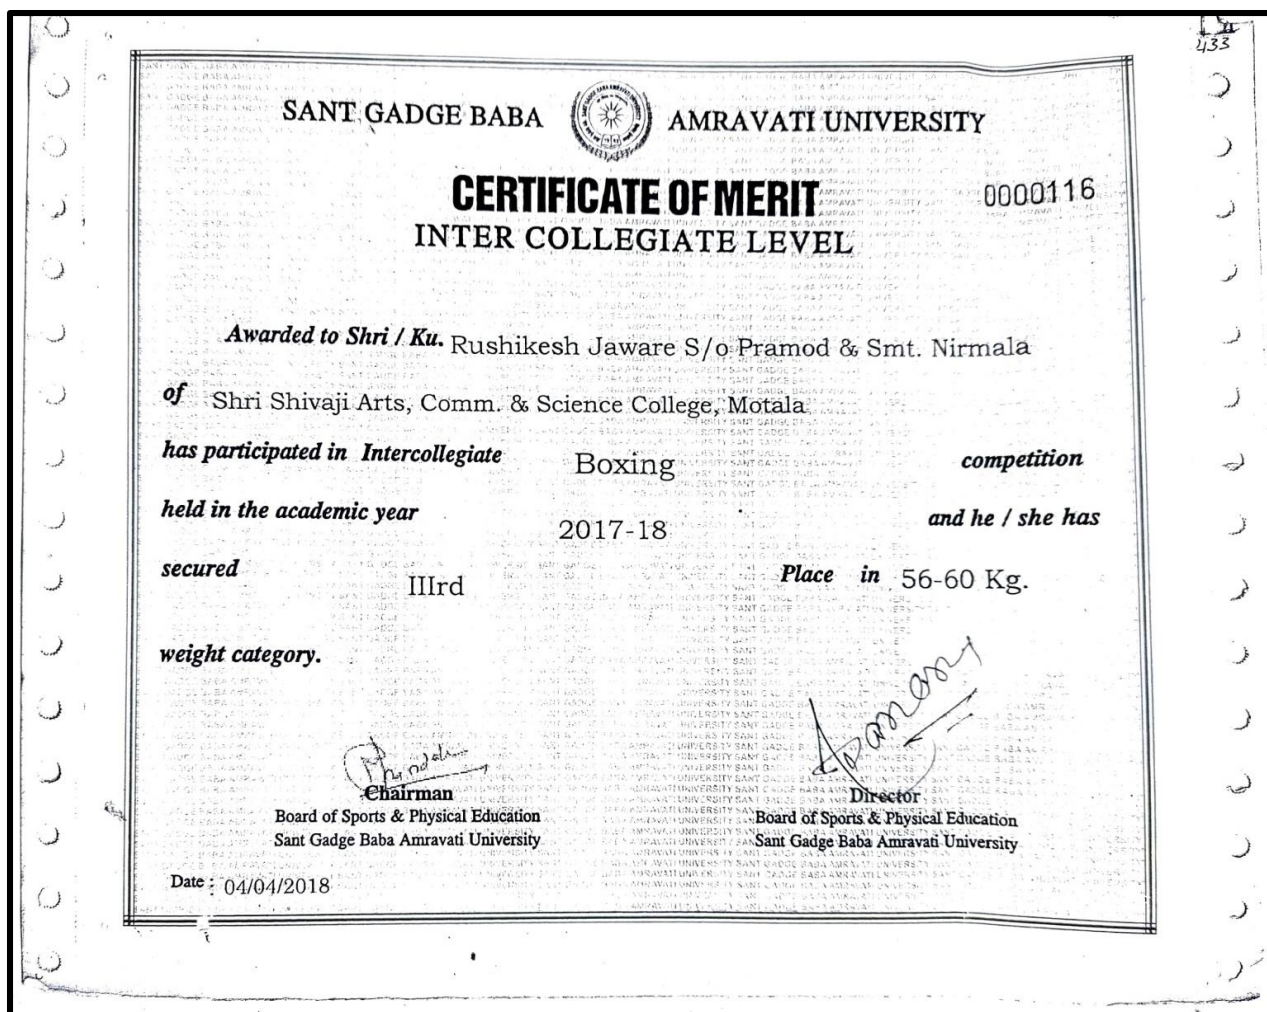 433
SANT GADGE BABA AMRAVATI UNIVERSITY
CERTIFICATE OF MERIT
0000116
INTER COLLEGIATE LEVEL
Awarded to Shri / Ku. Rushikesh Jaware S/o Pramod & Smt. Nirmala
of Shri Shivaji Arts, Comm. & Science College, Motala
has participated in Intercollegiate Boxing competition
held in the academic year 2017-18 and he / she has
secured IIIrd Place in 56-60 Kg.
weight category.
Chairman Director
Board of Sports & Physical Education Board of Sports & Physical Education
Sant Gadge Baba Amravati University Sant Gadge Baba Amravati University
Date : 04/04/2018